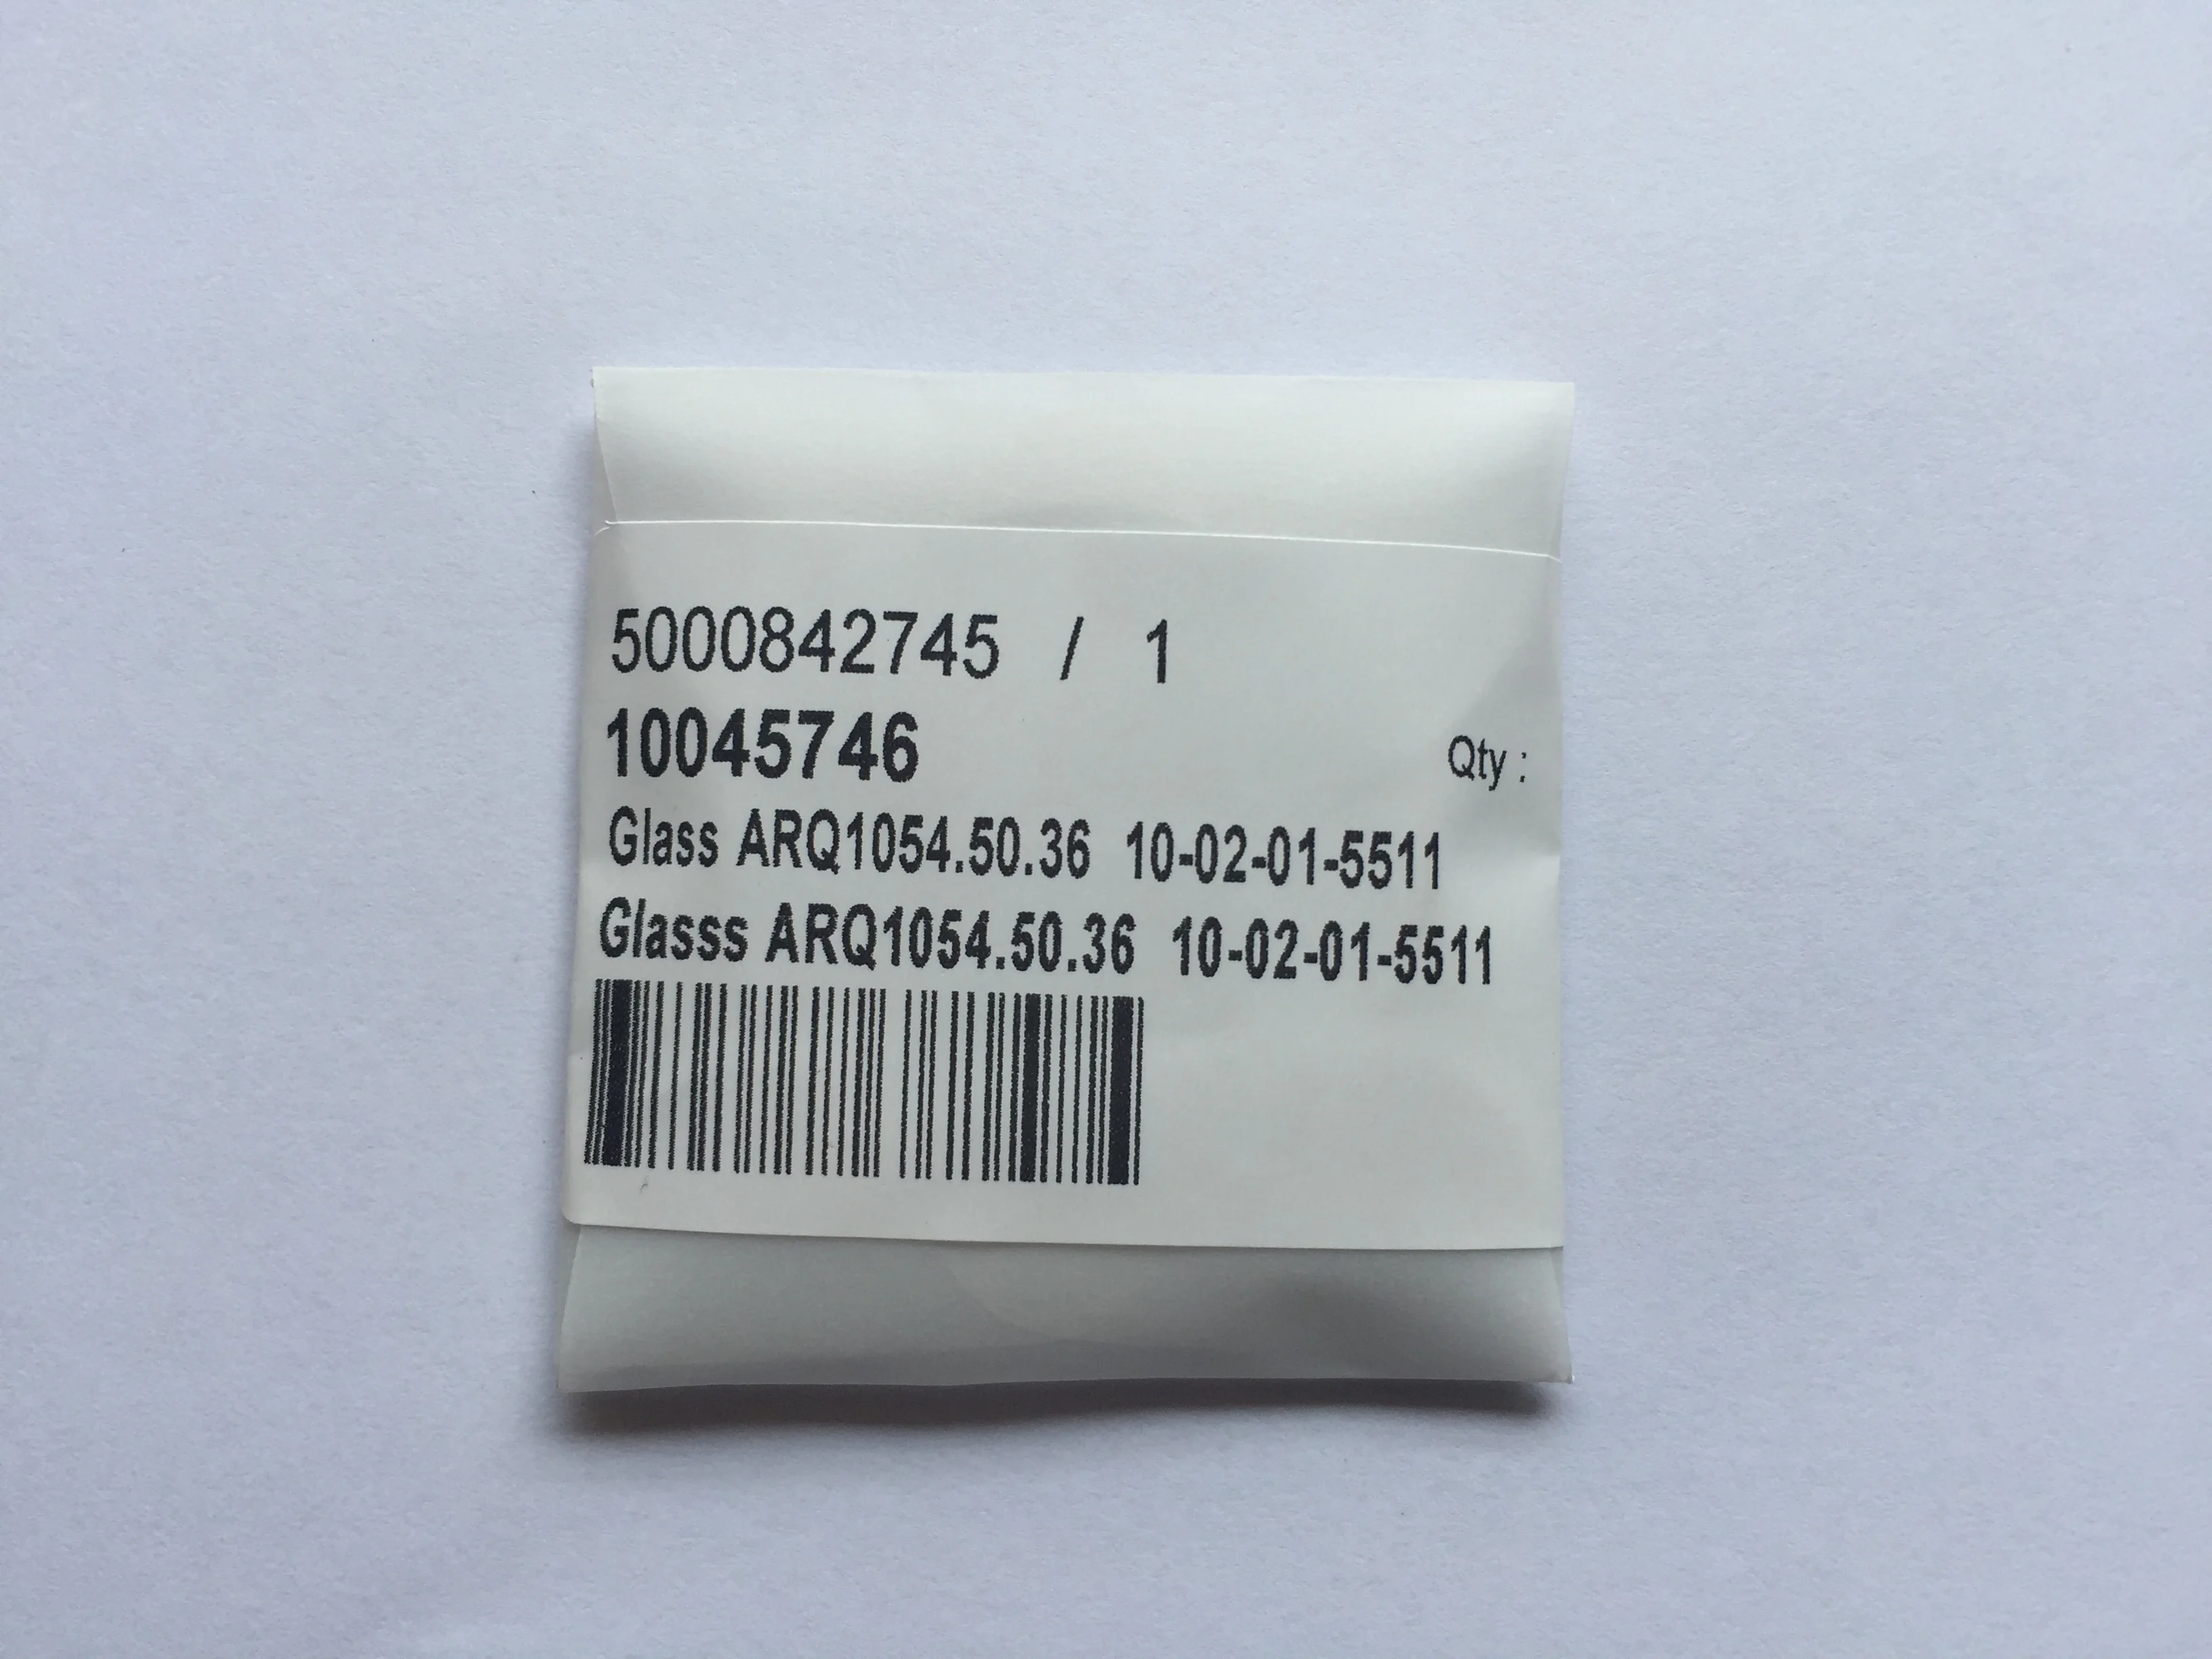 5000842745 / 1
10045746 Qty :
Glass ARQ1054.50.36 10-02-01-5511
Glasss ARQ1054.50.36 10-02-01-5511